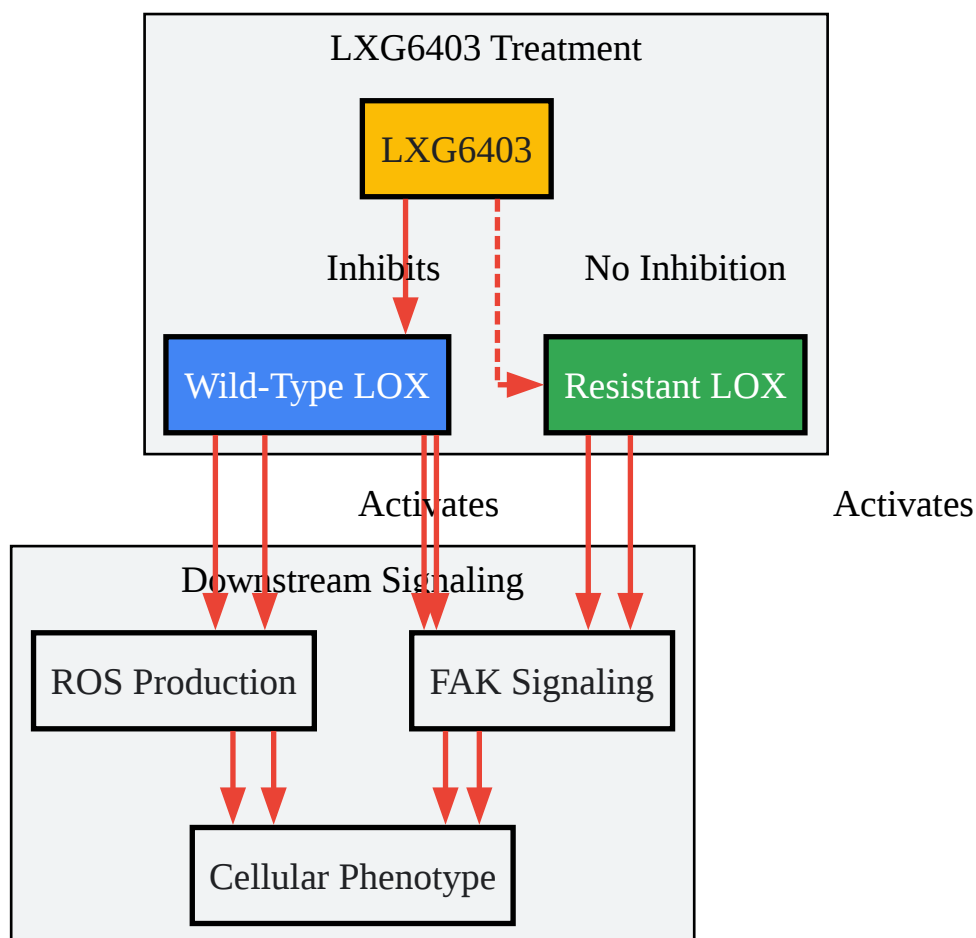 LXG6403 Treatment
LXG6403
Inhibits
No Inhibition
Wild-Type LOX
Resistant LOX
Activates
Activates
Downstream Signaling
ROS Production
FAK Signaling
Cellular Phenotype